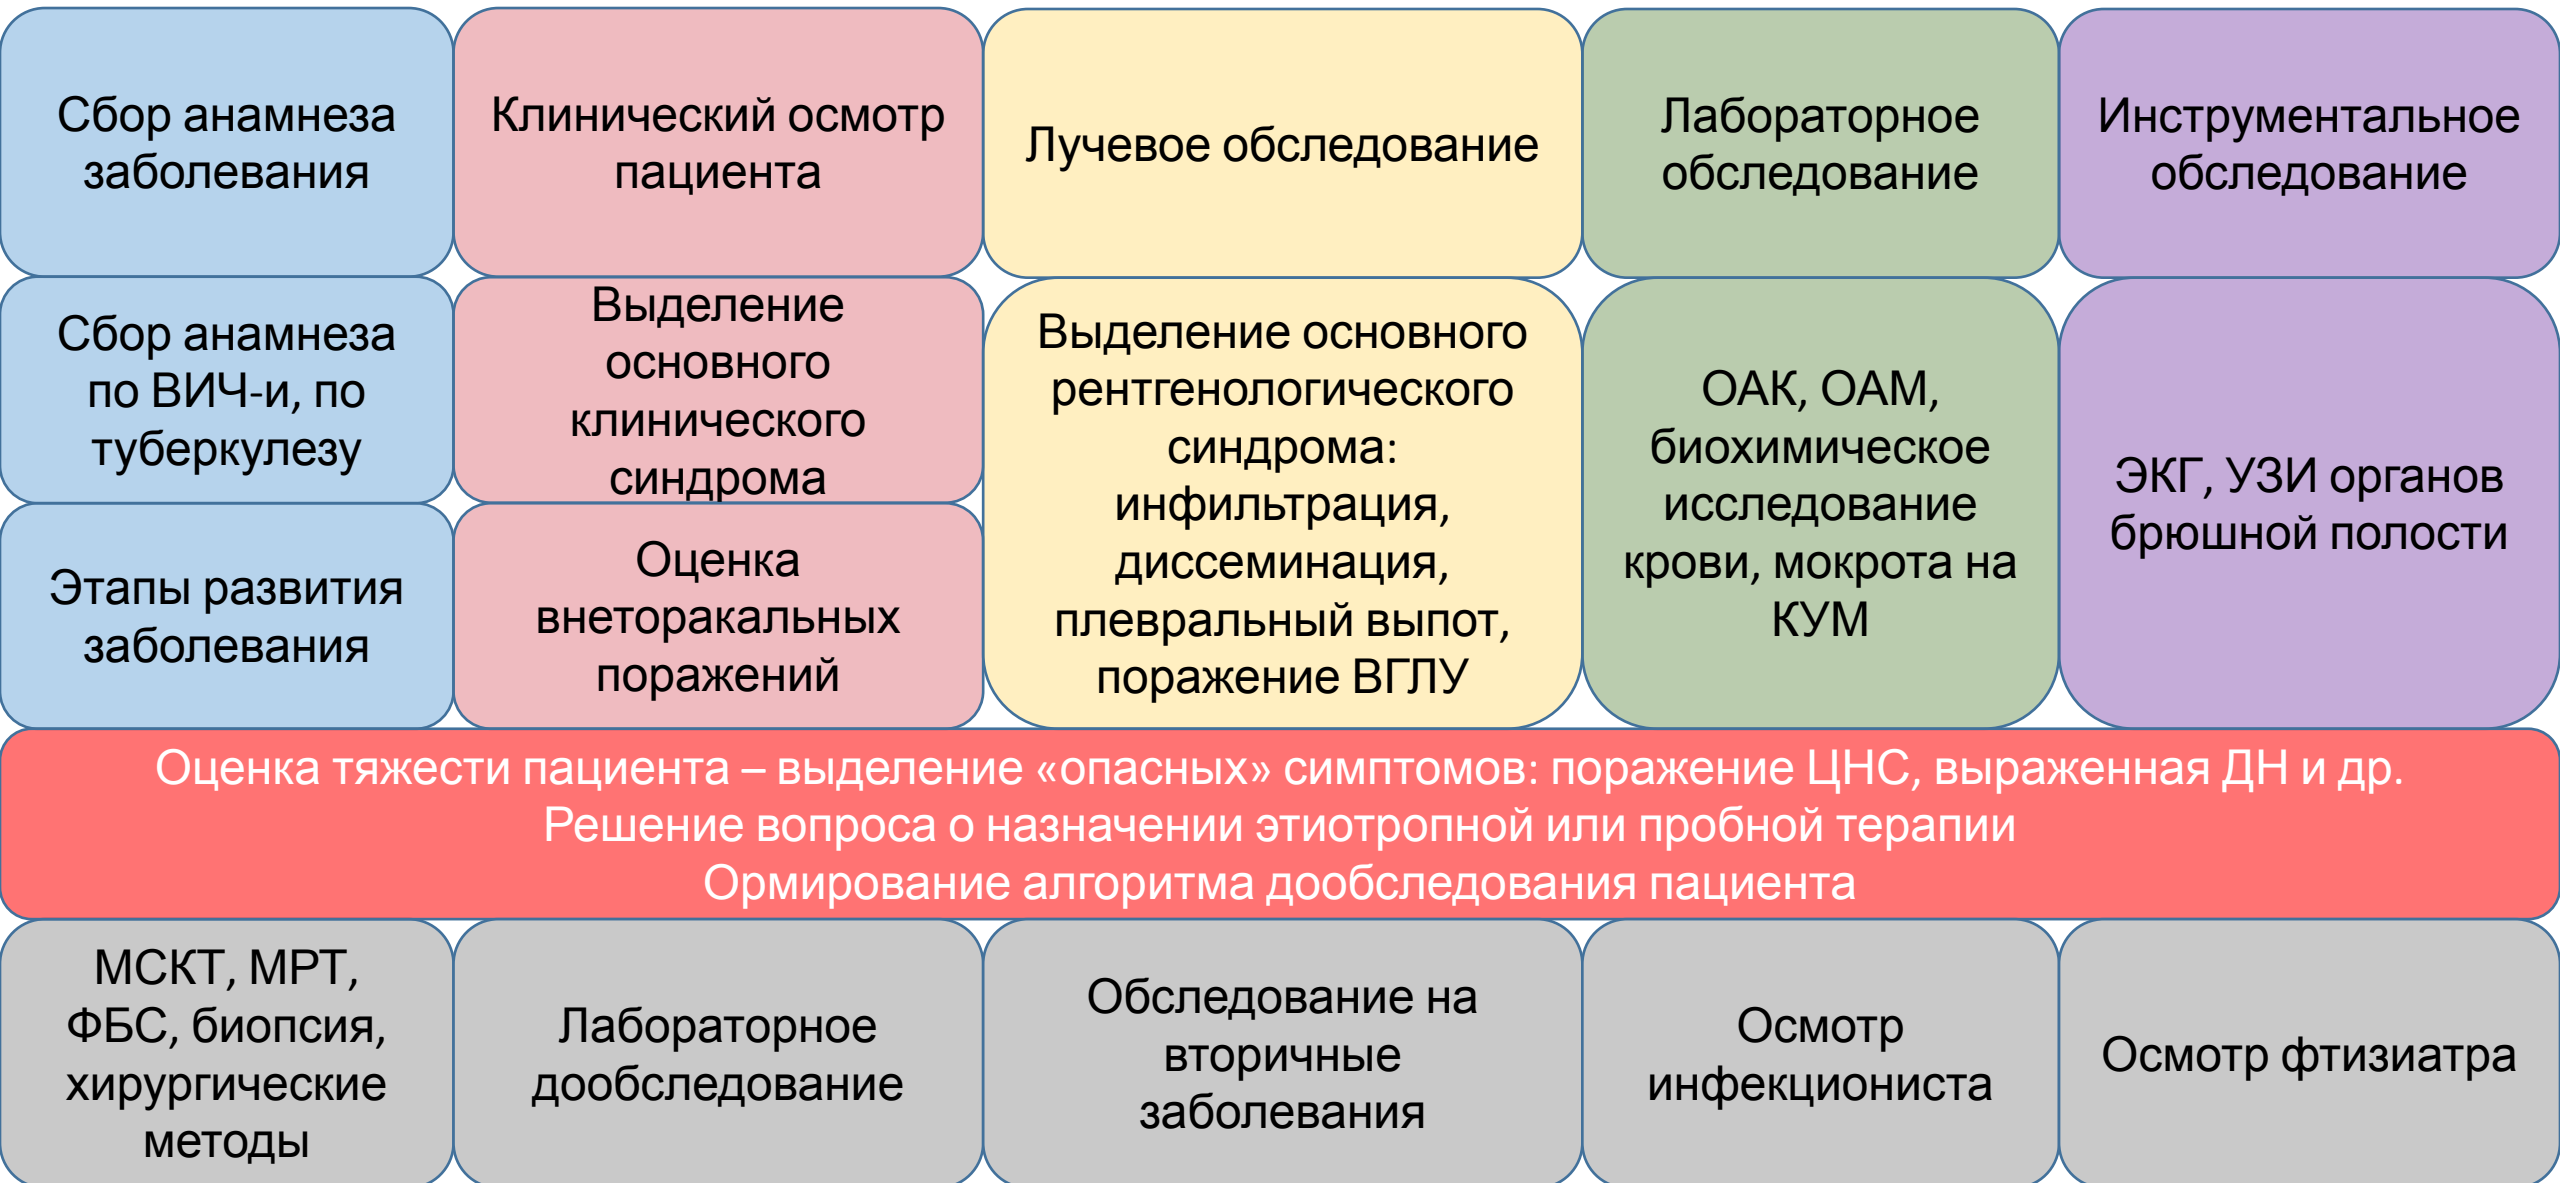 Сбор анамнеза
заболевания
Клинический осмотр
пациента
Лучевое обследование
Лабораторное
обследование
Инструментальное
обследование
Сбор анамнеза
по ВИЧ-и, по
туберкулезу
Выделение
основного
клинического
синдрома
Выделение основного
рентгенологического
синдрома:
инфильтрация,
диссеминация,
плевральный выпот,
поражение ВГЛУ
ОАК, ОАМ,
биохимическое
исследование
крови, мокрота на
КУМ
ЭКГ, УЗИ органов
брюшной полости
Этапы развития
заболевания
Оценка
внеторакальных
поражений
Оценка тяжести пациента – выделение «опасных» симптомов: поражение ЦНС, выраженная ДН и др.
Решение вопроса о назначении этиотропной или пробной терапии
Ормирование алгоритма дообследования пациента
МСКТ, МРТ,
ФБС, биопсия,
хирургические
методы
Лабораторное
дообследование
Обследование на
вторичные
заболевания
Осмотр
инфекциониста
Осмотр фтизиатра